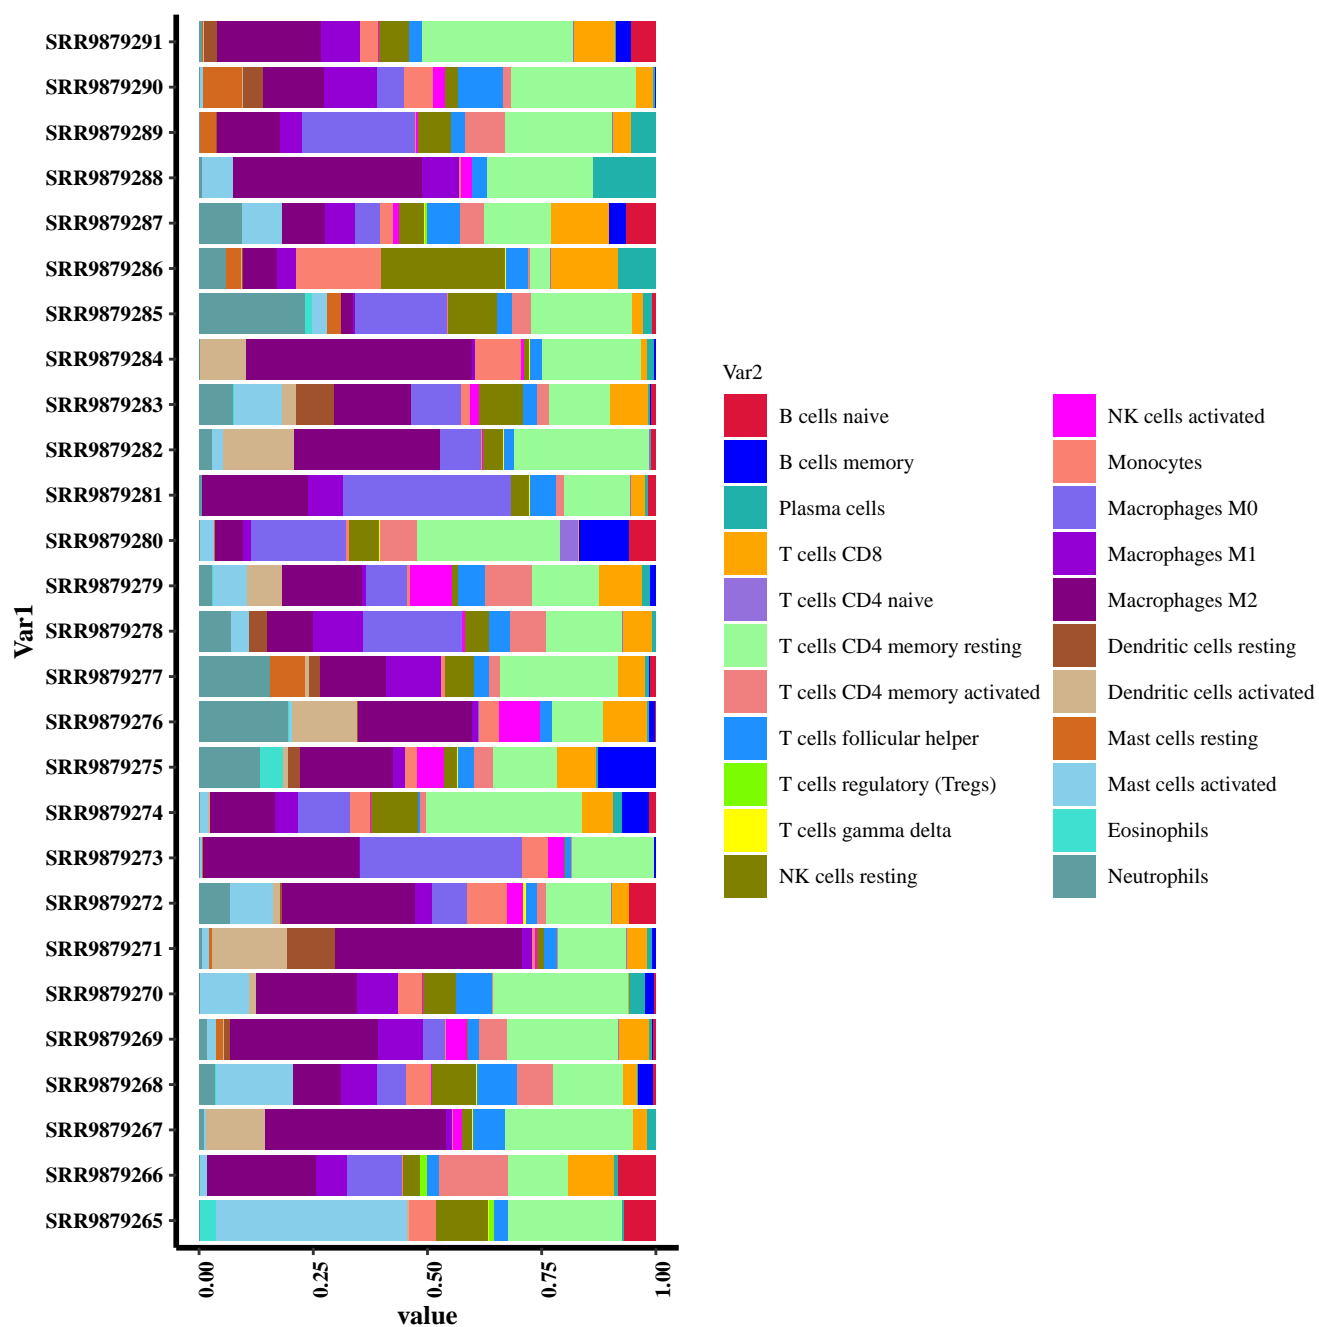 SRR9879291
SRR9879290
SRR9879289
SRR9879288
SRR9879287
SRR9879286
SRR9879285
SRR9879284
SRR9879283
SRR9879282
SRR9879281
SRR9879280
SRR9879279
SRR9879278
SRR9879277
SRR9879276
SRR9879275
SRR9879274
SRR9879273
SRR9879272
SRR9879271
SRR9879270
SRR9879269
SRR9879268
SRR9879267
SRR9879266
SRR9879265
Var1
0.00
0.25
0.50
0.75
1.00
value
Var2
B cells naive
B cells memory
Plasma cells
T cells CD8
T cells CD4 naive
T cells CD4 memory resting
T cells CD4 memory activated
T cells follicular helper
T cells regulatory (Tregs)
T cells gamma delta
NK cells resting
NK cells activated
Monocytes
Macrophages M0
Macrophages M1
Macrophages M2
Dendritic cells resting
Dendritic cells activated
Mast cells resting
Mast cells activated
Eosinophils
Neutrophils